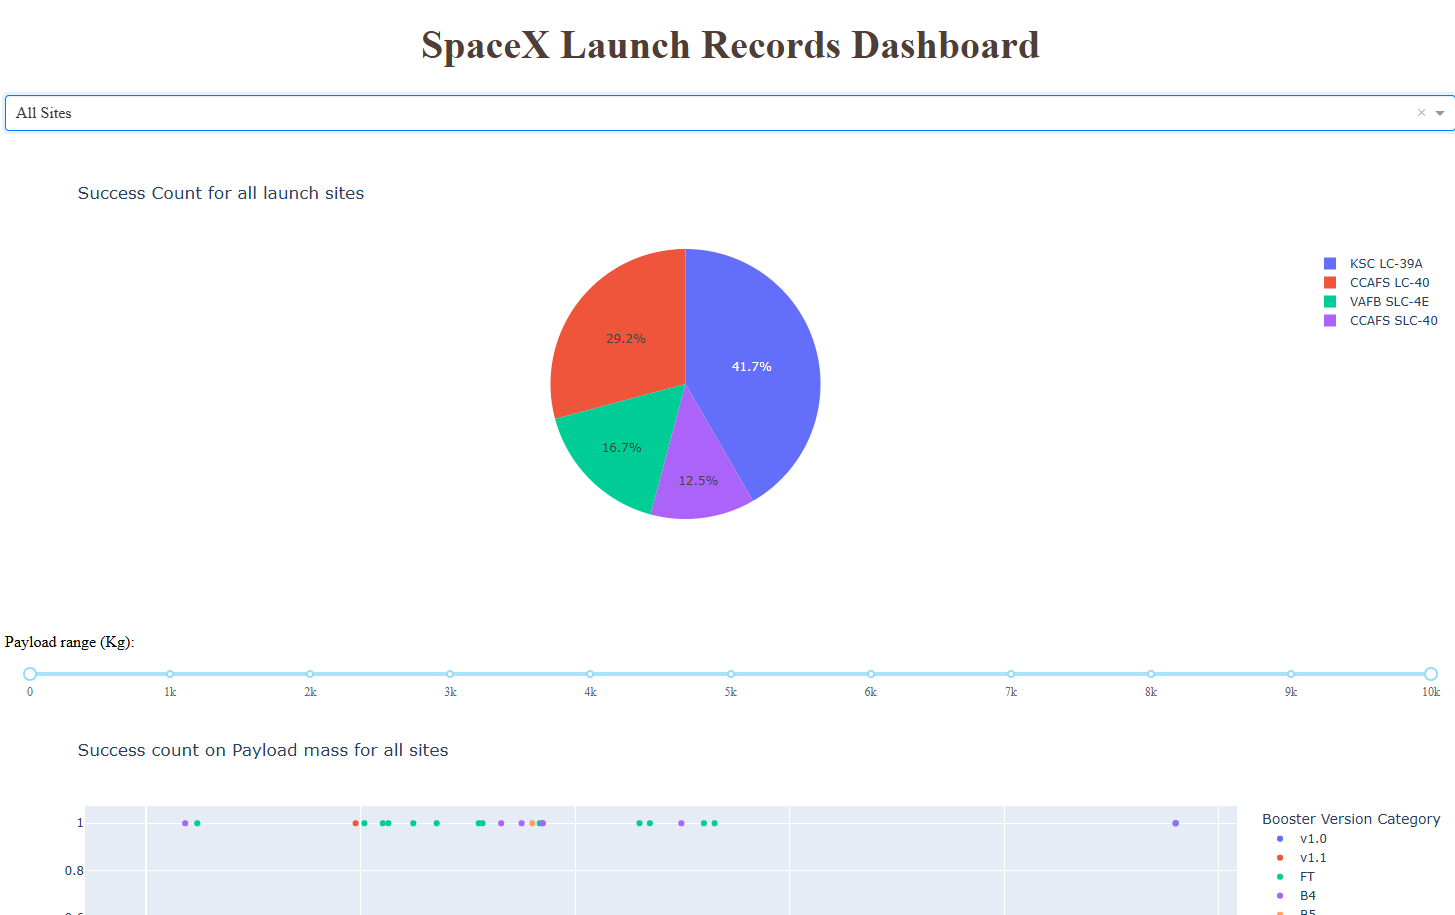 SpaceX Launch Records Dashboard
All Sites
× 
Success Count for all launch sites
KSC LC-39A
CCAFS LC-40
VAFB SLC-4E
CCAFS SLC-40
29.2%
41.7%
16.7%
12.5%
Payload range (Kg):
0 1k 2k 3k 4k 5k 6k 7k 8k 9k 10k
Success count on Payload mass for all sites
1
0.8
Booster Version Category
v1.0
v1.1
FT
B4
B5